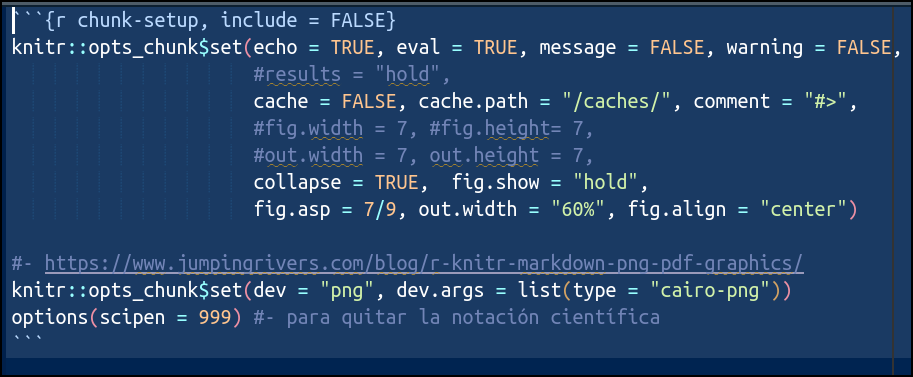 ```{r chunk-setup, include = FALSE}
knitr::opts_chunk$set(echo = TRUE, eval = TRUE, message = FALSE, warning = FALSE,
#results = "hold",
cache = FALSE, cache.path = "/caches/", comment = "#>",
#fig.width = 7, #fig.height= 7,
#out.width = 7, out.height = 7,
collapse = TRUE,  fig.show = "hold",
fig.asp = 7/9, out.width = "60%", fig.align = "center")
#- https://www.jumpingrivers.com/blog/r-knitr-markdown-png-pdf-graphics/
knitr::opts_chunk$set(dev = "png", dev.args = list(type = "cairo-png"))
options(scipen = 999) #- para quitar la notación científica
```